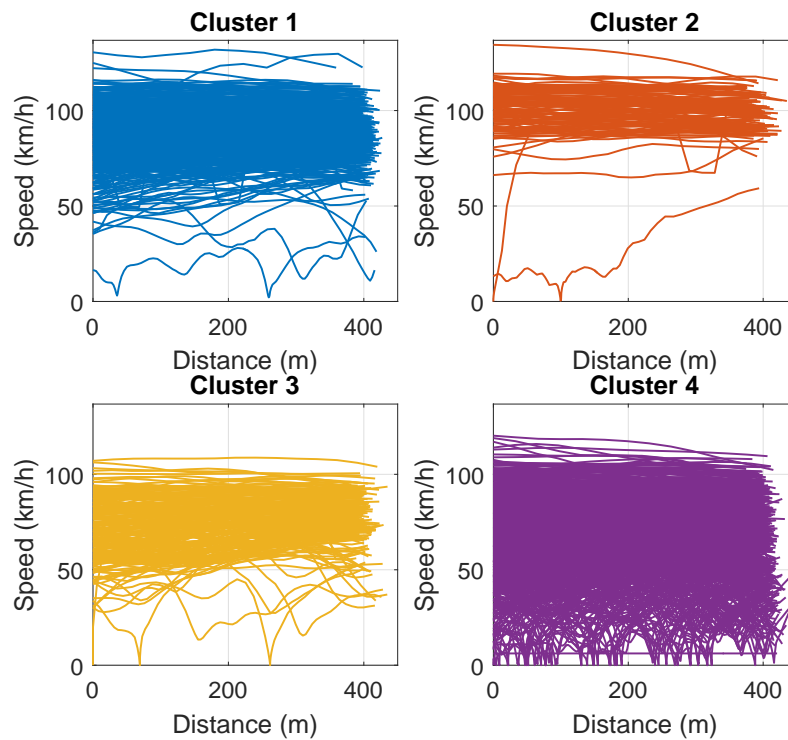 Cluster 1
Cluster 2
Speed (km/h)
100
50
0
0
200
400
Distance (m)
Speed (km/h)
100
50
0
0
200
400
Distance (m)
Cluster 3
Cluster 4
Speed (km/h)
100
50
0
0
200
400
Distance (m)
Speed (km/h)
100
50
0
0
200
400
Distance (m)